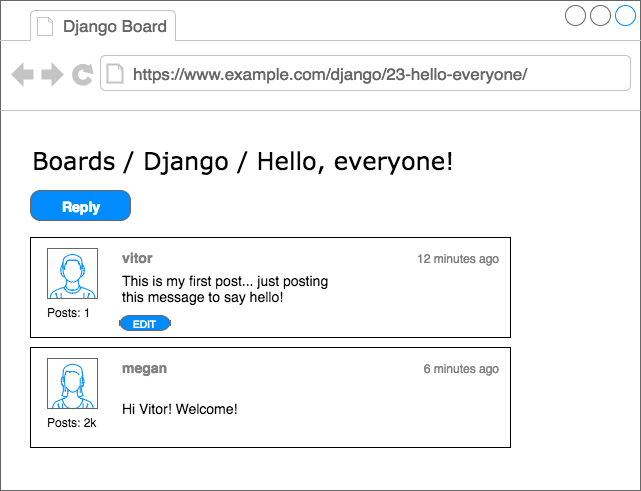 Django Board
https://www.example.com/django/23-hello-everyone/
Boards / Django / Hello, everyone!
Reply
vitor
12 minutes ago
This is my first post... just posting
this message to say hello!
Posts: 1
EDIT
megan
6 minutes ago
Hi Vitor! Welcome!
Posts: 2k